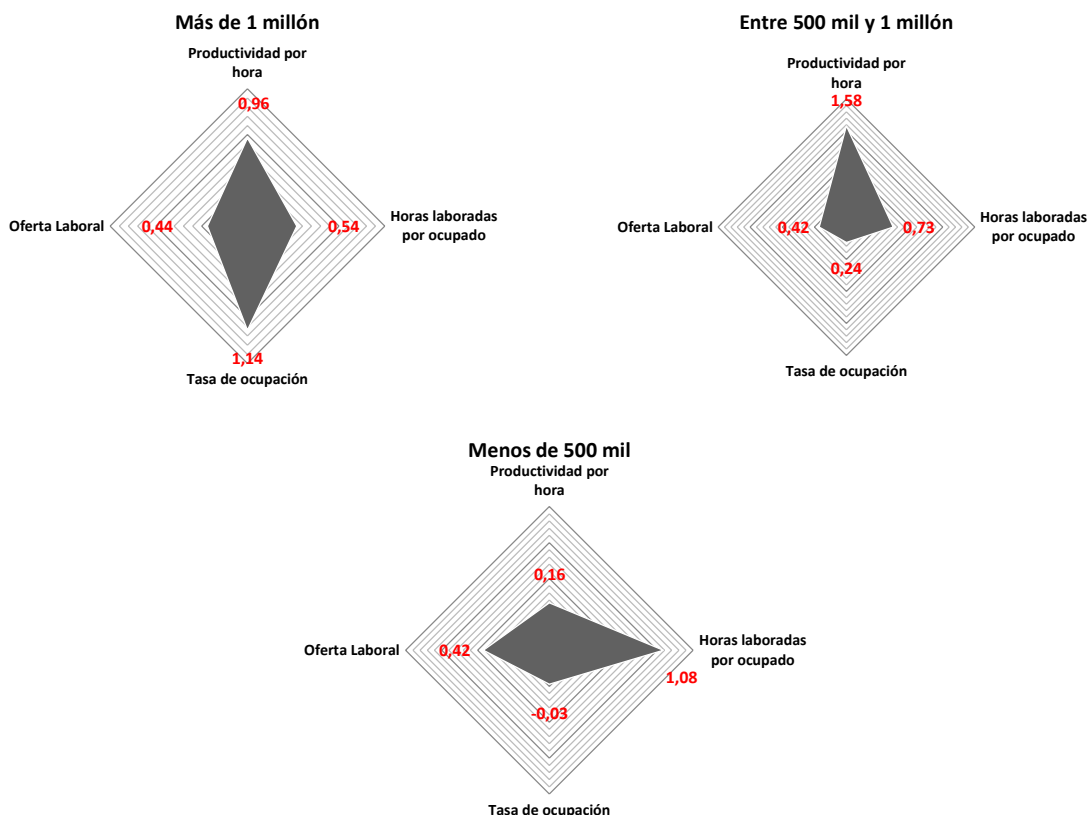 Más de 1 millón
Productividad por
hora
0,96
Oferta Laboral
0,44
0,54
Horas laboradas
por ocupado
1,14
Tasa de ocupación
Entre 500 mil y 1 millón
Productividad por
hora
1,58
Oferta Laboral
0,42
0,73
Horas laboradas
por ocupado
0,24
Tasa de ocupación
Menos de 500 mil
Productividad por
hora
0,16
Oferta Laboral
0,42
Horas laboradas
por ocupado
1,08
-0,03
Tasa de ocupación